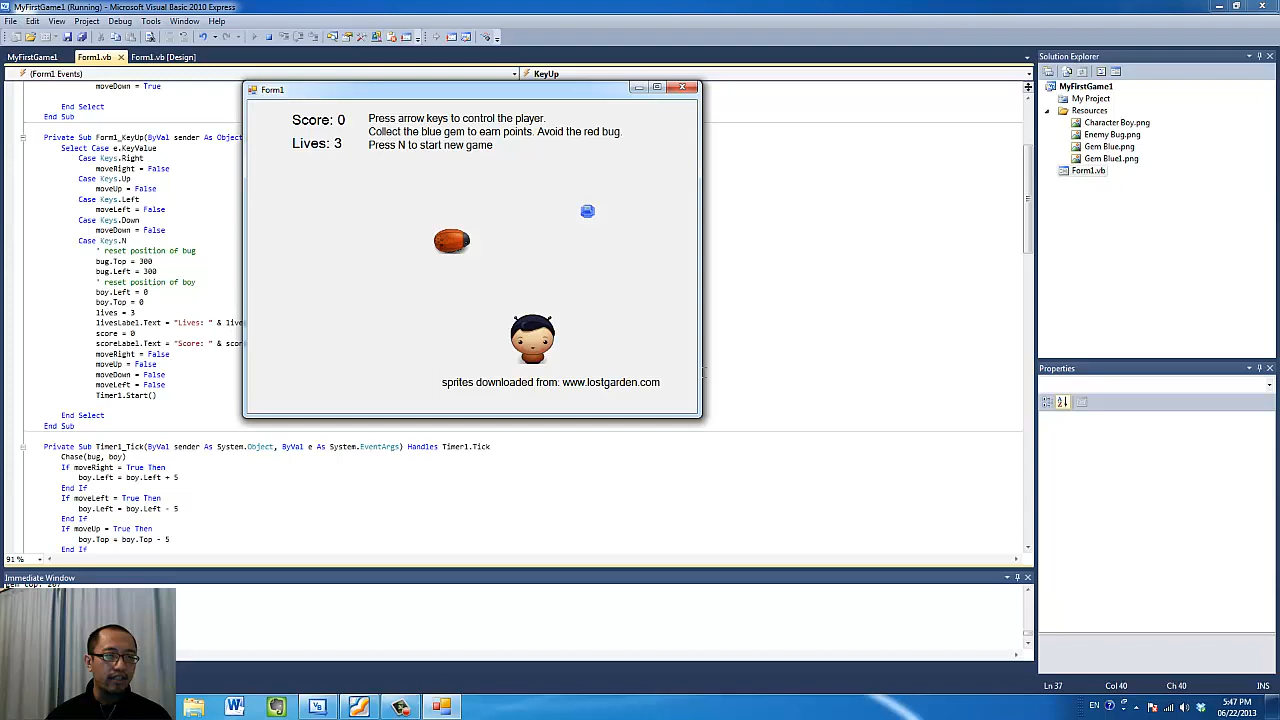 MyFirstGame1 (Running) - Microsoft Visual Basic 2010 Express
File Edit View Project Debug Tools Window Help
MyFirstGame1 Form1.vb Form1.vb [Design]
(Form1 Events) KeyUp
moveDown = True
End Select
End Sub
Private Sub Form1_KeyUp(ByVal sender As Object
Select Case e.KeyValue
Case Keys.Right
moveRight = False
Case Keys.Up
moveUp = False
Case Keys.Left
moveLeft = False
Case Keys.Down
moveDown = False
Case Keys.N
' reset position of bug
bug.Top = 300
bug.Left = 300
' reset position of boy
boy.Left = 0
boy.Top = 0
lives = 3
livesLabel.Text = "Lives: " & live
score = 0
scoreLabel.Text = "Score: " & sco
moveRight = False
moveUp = False
moveDown = False
moveLeft = False
Timer1.Start()
End Select
End Sub
Private Sub Timer1_Tick(ByVal sender As System.Object, ByVal e As System.EventArgs) Handles Timer1.Tick
Chase(bug, boy)
If moveRight = True Then
boy.Left = boy.Left + 5
End If
If moveLeft = True Then
boy.Left = boy.Left - 5
End If
If moveUp = True Then
boy.Top = boy.Top - 5
End If
91 %
Form1
Score: 0
Lives: 3
Press arrow keys to control the player.
Collect the blue gem to earn points. Avoid the red bug.
Press N to start new game
sprites downloaded from: www.lostgarden.com
Solution Explorer
MyFirstGame1
My Project
Resources
Character Boy.png
Enemy Bug.png
Gem Blue.png
Gem Blue1.png
Form1.vb
Properties
Immediate Window
Ln 37 Col 40 Ch 40 INS
EN
5:47 PM
06/22/2013